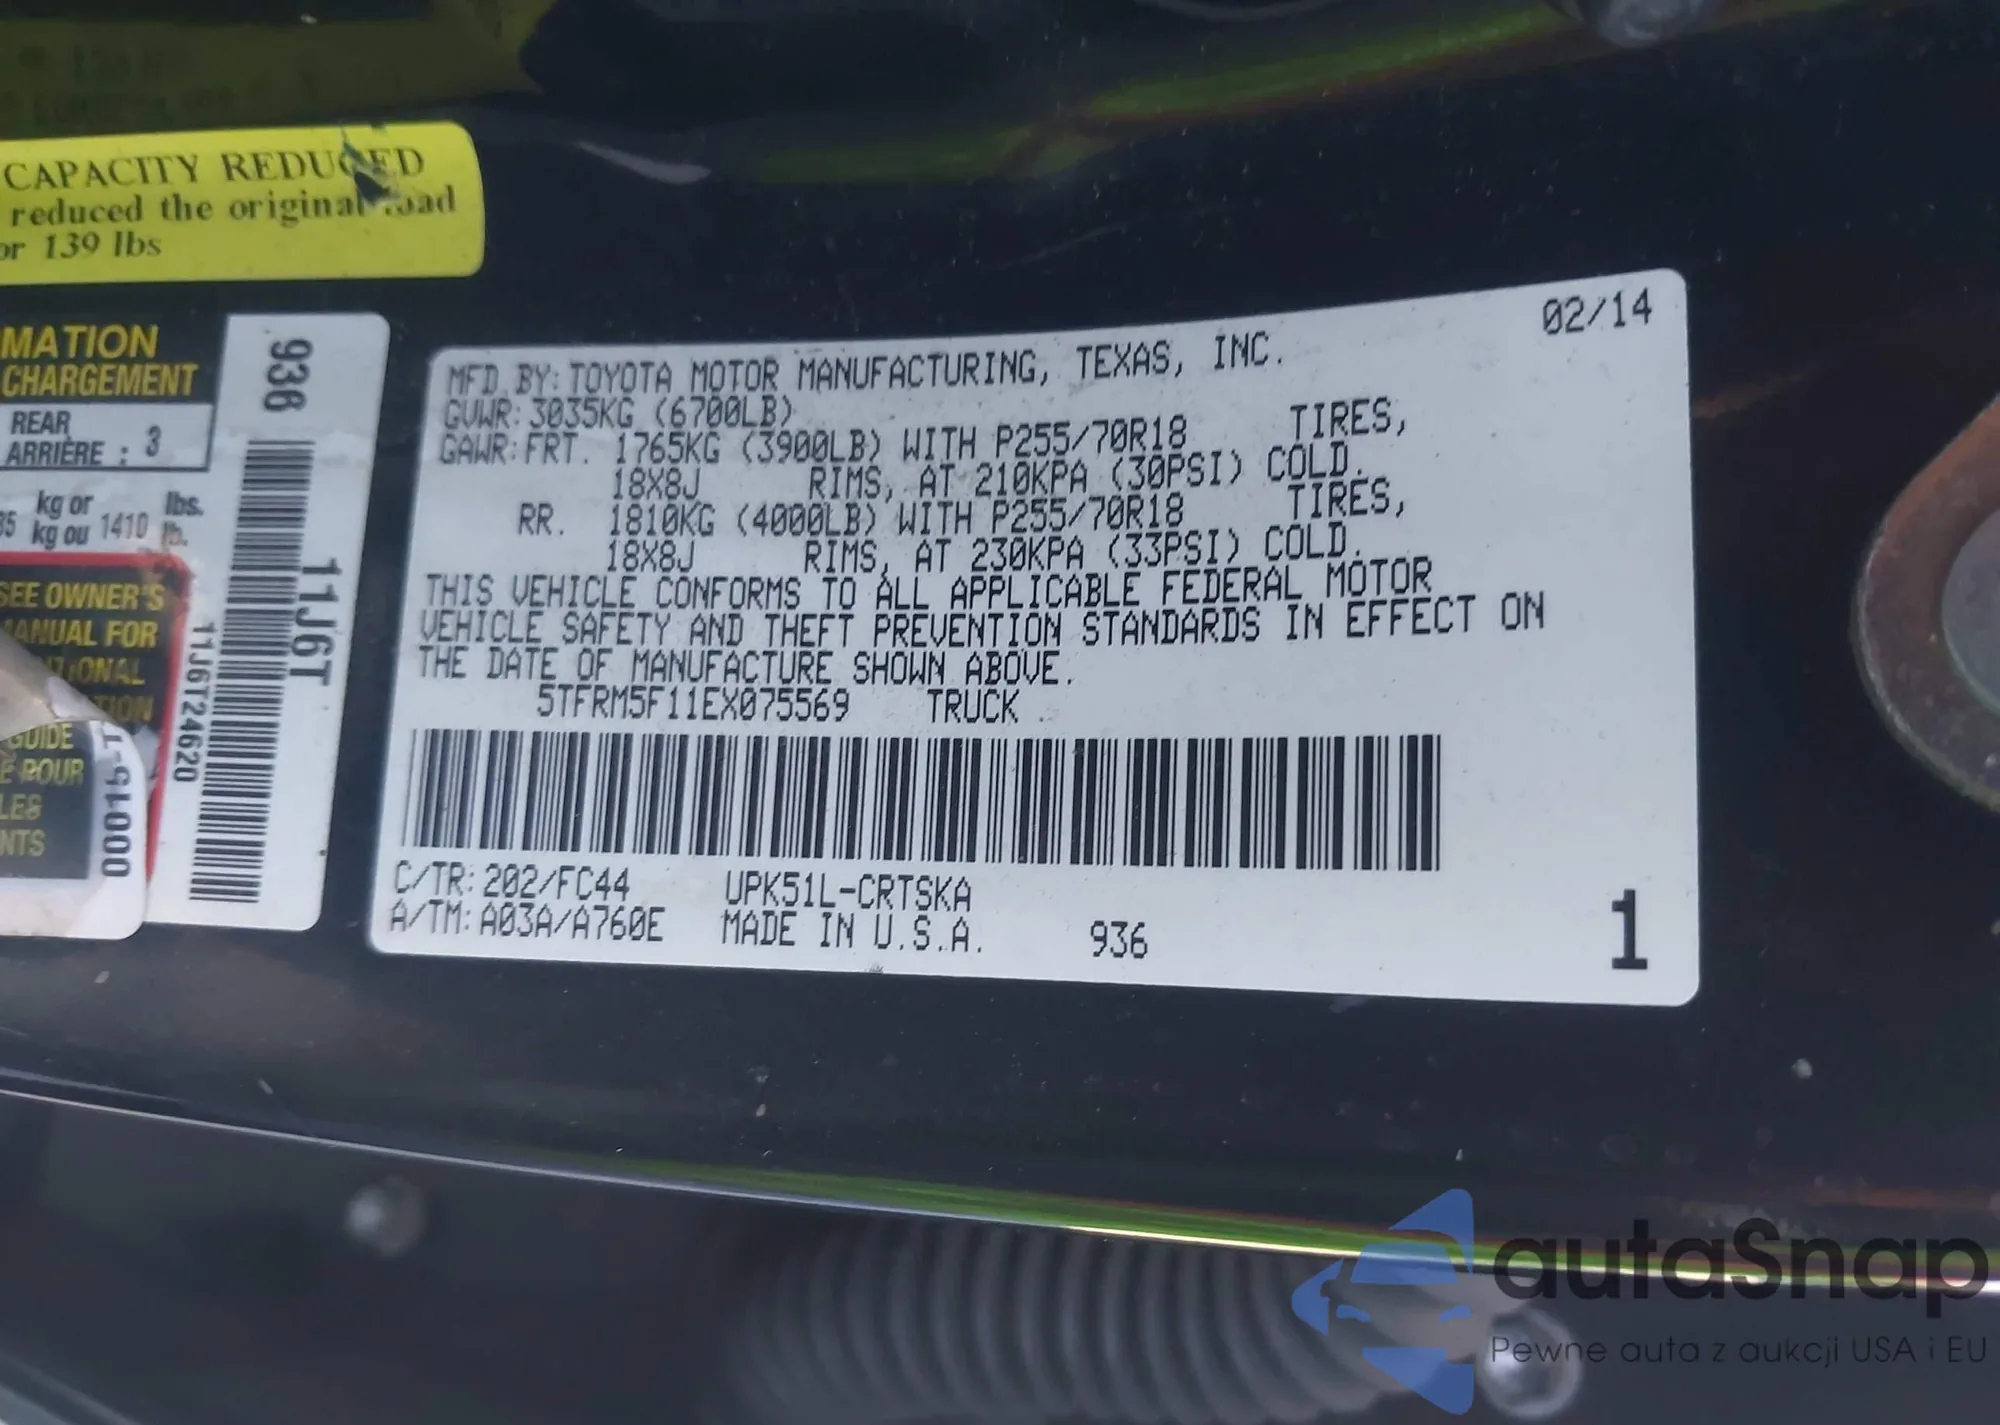 CAPACITY REDUCED
reduced the original load
or 139 lbs
MATION
CHARGEMENT
REAR
ARRIÈRE : 3
kg or lbs.
kg ou 1410 lb.
SEE OWNER'S
MANUAL FOR
GUIDE
POUR
LES
NTS
00015-T
936
11J6T
11J6T24620
02/14
MFD. BY: TOYOTA MOTOR MANUFACTURING, TEXAS, INC.
GVWR: 3035KG (6700LB)
GAWR: FRT. 1765KG (3900LB) WITH P255/70R18 TIRES,
18X8J RIMS, AT 210KPA (30PSI) COLD.
RR. 1810KG (4000LB) WITH P255/70R18 TIRES,
18X8J RIMS, AT 230KPA (33PSI) COLD.
THIS VEHICLE CONFORMS TO ALL APPLICABLE FEDERAL MOTOR
VEHICLE SAFETY AND THEFT PREVENTION STANDARDS IN EFFECT ON
THE DATE OF MANUFACTURE SHOWN ABOVE.
5TFRM5F11EX075569 TRUCK
C/TR: 202/FC44 UPK51L-CRTSKA
A/TM: A03A/A760E MADE IN U.S.A. 936
1
autaSnap
Pewne auta z aukcji USA i EU